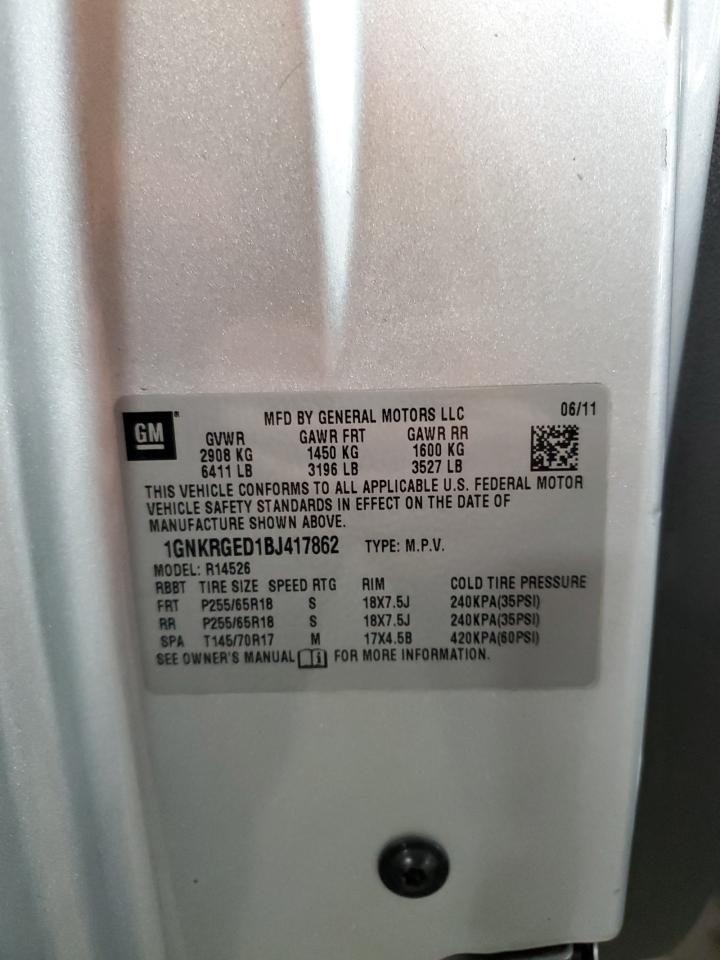 GM
MFD BY GENERAL MOTORS LLC 06/11
GVWR GAWR FRT GAWR RR
2908 KG 1450 KG 1600 KG
6411 LB 3196 LB 3527 LB
THIS VEHICLE CONFORMS TO ALL APPLICABLE U.S. FEDERAL MOTOR
VEHICLE SAFETY STANDARDS IN EFFECT ON THE DATE OF
MANUFACTURE SHOWN ABOVE.
1GNKRGED1BJ417862 TYPE: M.P.V.
MODEL: R14526
RBBT TIRE SIZE SPEED RTG RIM COLD TIRE PRESSURE
FRT P255/65R18 S 18X7.5J 240KPA(35PSI)
RR P255/65R18 S 18X7.5J 240KPA(35PSI)
SPA T145/70R17 M 17X4.5B 420KPA(60PSI)
SEE OWNER'S MANUAL i FOR MORE INFORMATION.